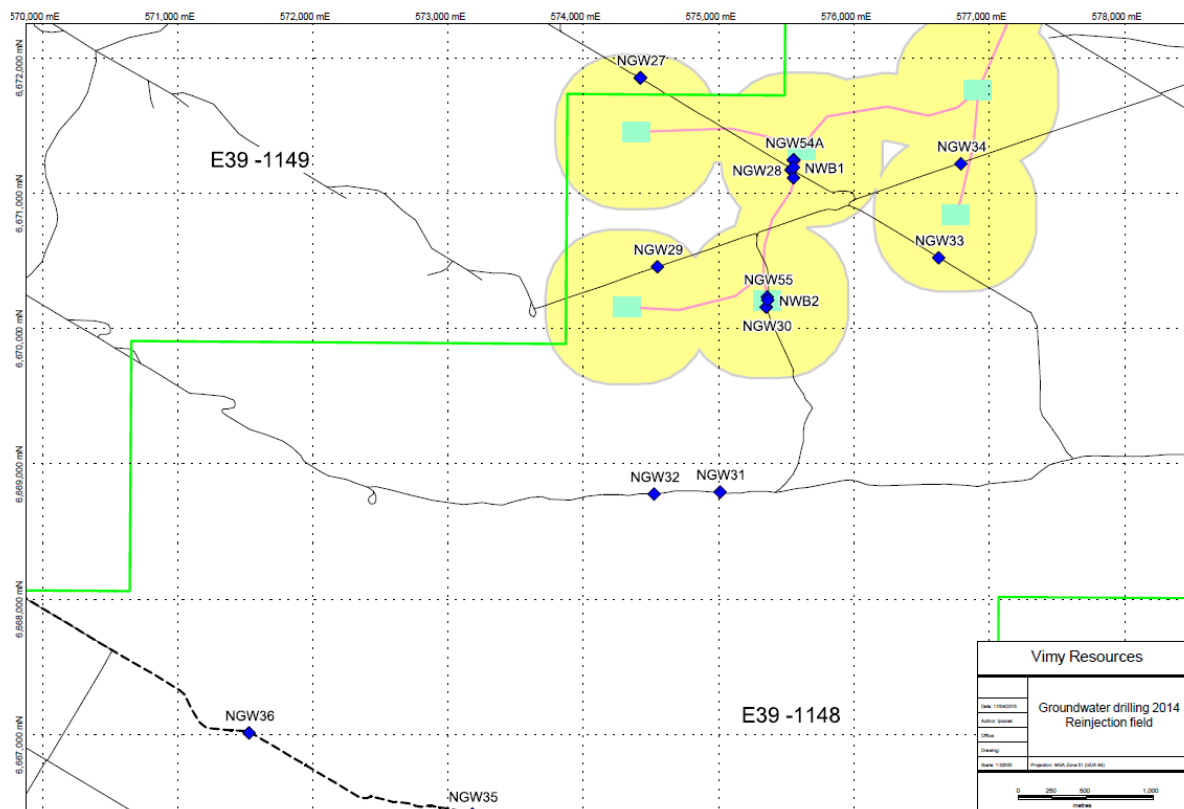 570,000 mE
571,000 mE
572,000 mE
573,000 mE
574,000 mE
575,000 mE
576,000 mE
577,000 mE
578,000 mE
6,672,000 mN
6,671,000 mN
6,670,000 mN
6,669,000 mN
6,668,000 mN
6,667,000 mN
NGW27
NGW54A
E39 -1149
NGW28
NWB1
NGW34
NGW29
NGW33
NGW55
NWB2
NGW30
NGW32
NGW31
NGW36
E39 -1148
NGW35
Vimy Resources
Groundwater drilling 2014
Reinjection field
Office:
Drawing:
0
250
500
1,000
metres